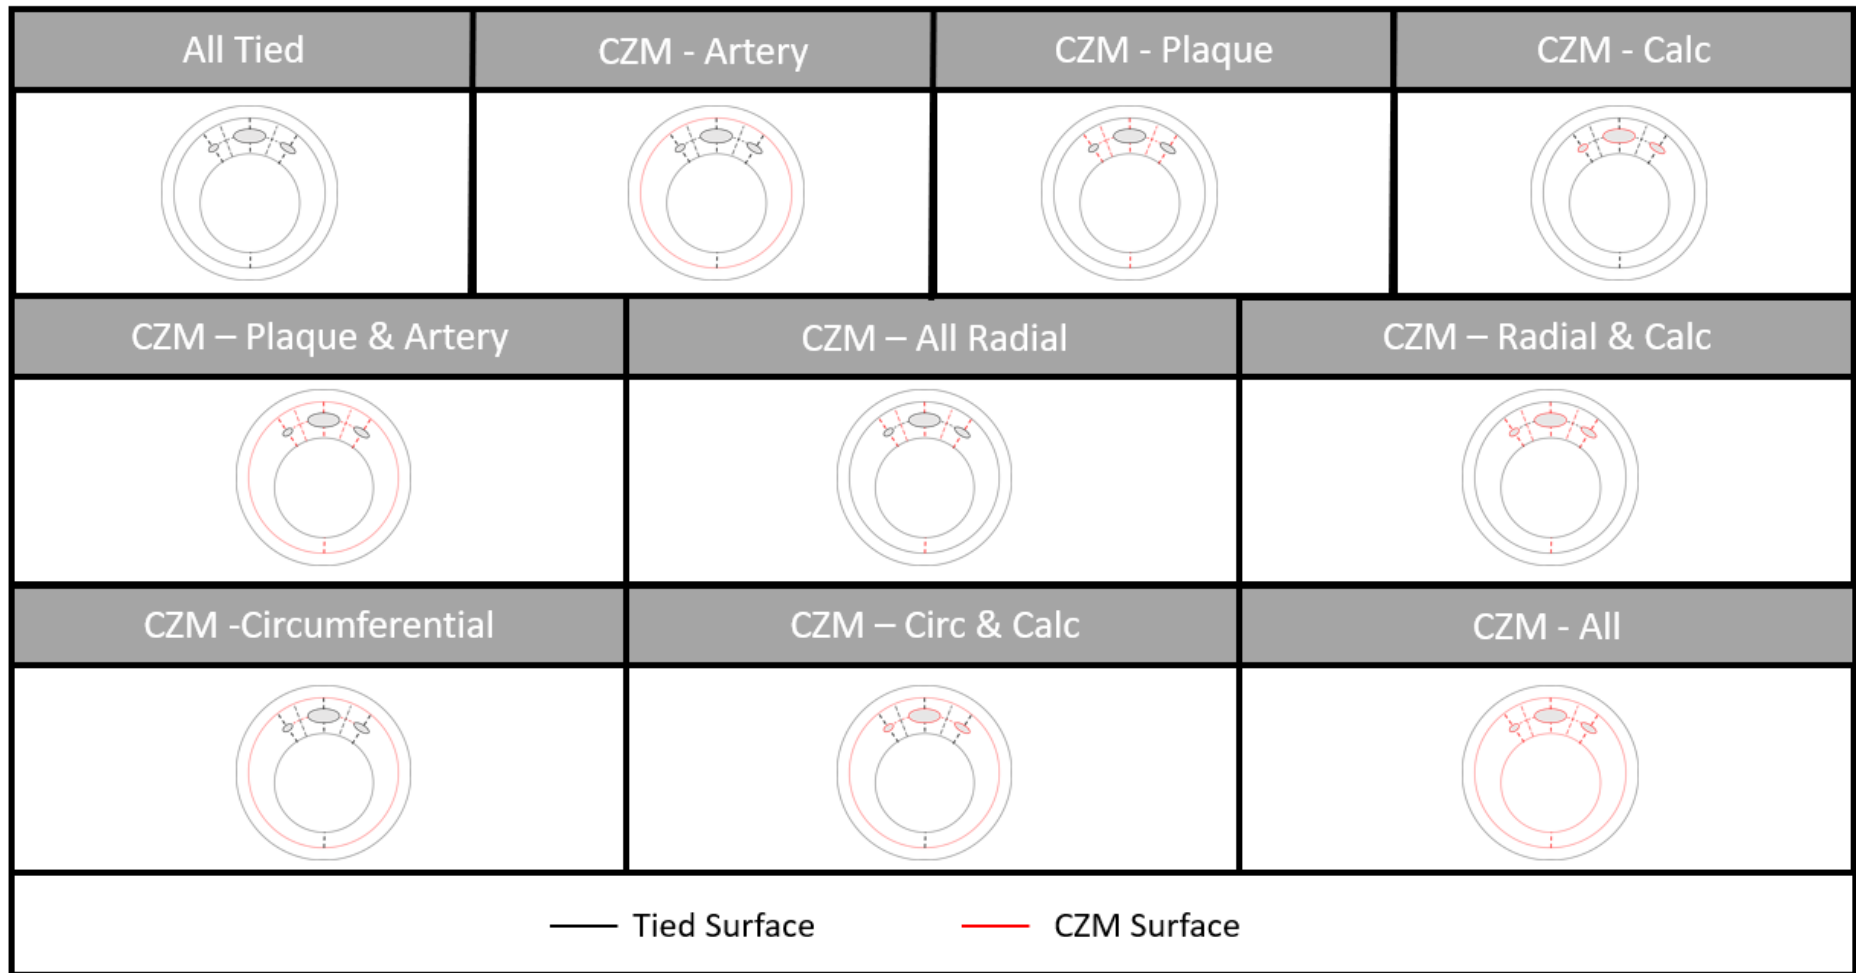 All Tied
CZM - Artery
CZM - Plaque
CZM - Calc
CZM – Plaque & Artery
CZM – All Radial
CZM – Radial & Calc
CZM -Circumferential
CZM – Circ & Calc
CZM - All
Tied Surface
CZM Surface